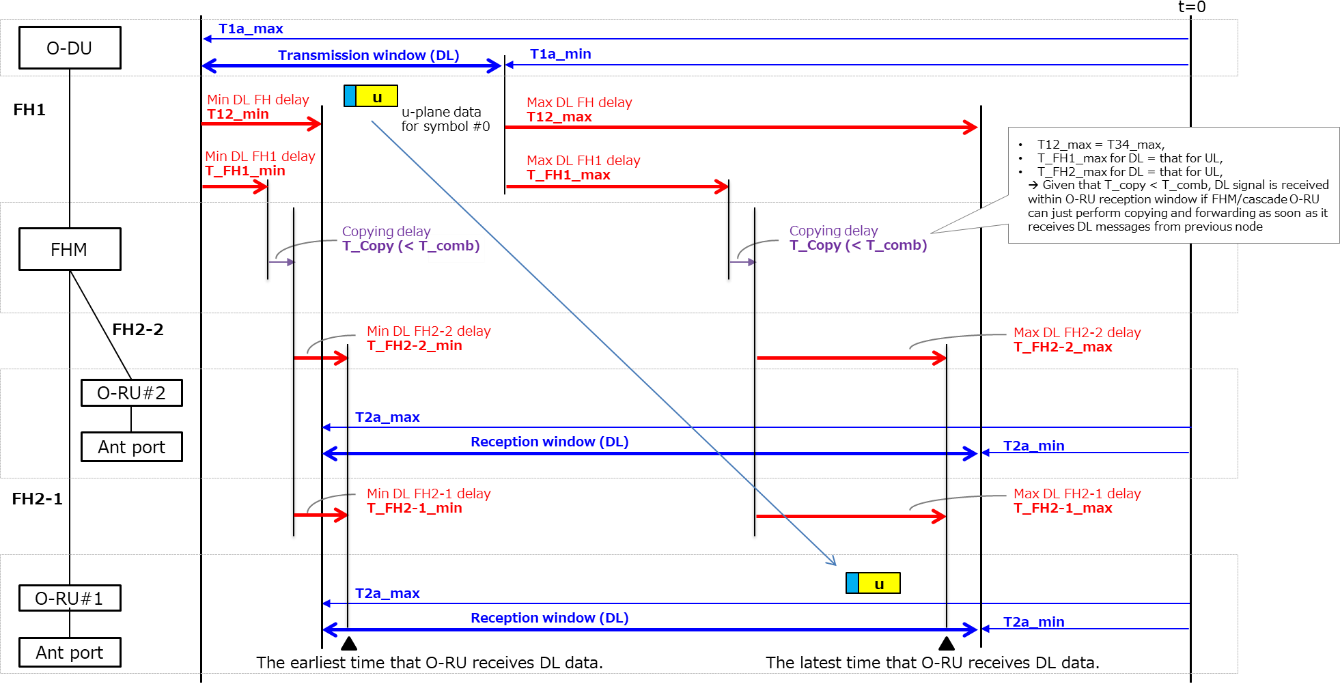 t=0
O-DU
T1a_max
Transmission window (DL)
T1a_min
FH1
Min DL FH delay
T12_min
u
u-plane data
for symbol #0
Max DL FH delay
T12_max
Min DL FH1 delay
T_FH1_min
Max DL FH1 delay
T_FH1_max
• T12_max = T34_max,
• T_FH1_max for DL = that for UL,
• T_FH2_max for DL = that for UL,
→ Given that T_copy < T_comb, DL signal is received
within O-RU reception window if FHM/cascade O-RU
can just perform copying and forwarding as soon as it
receives DL messages from previous node
FHM
Copying delay
T_Copy (< T_comb)
Copying delay
T_Copy (< T_comb)
FH2-2
Min DL FH2-2 delay
T_FH2-2_min
Max DL FH2-2 delay
T_FH2-2_max
O-RU#2
Ant port
T2a_max
Reception window (DL)
T2a_min
FH2-1
Min DL FH2-1 delay
T_FH2-1_min
Max DL FH2-1 delay
T_FH2-1_max
u
O-RU#1
Ant port
T2a_max
Reception window (DL)
T2a_min
The earliest time that O-RU receives DL data.
The latest time that O-RU receives DL data.